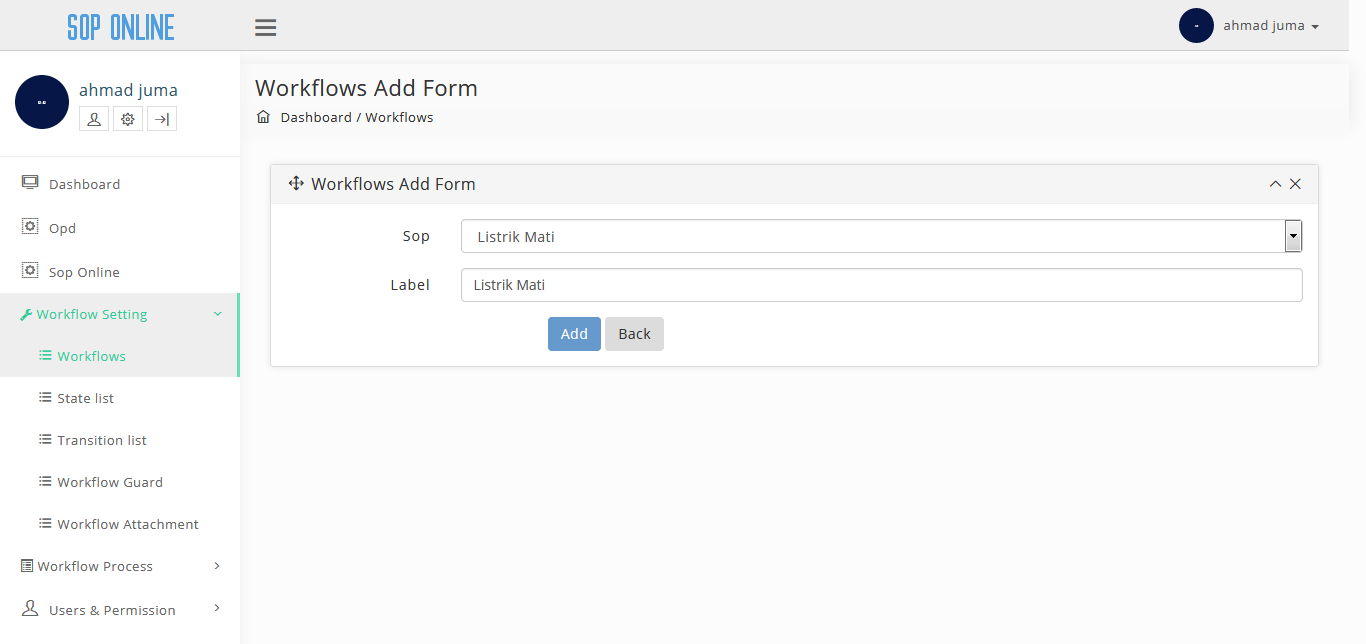 SOP ONLINE
ahmad juma
ahmad juma
Dashboard
Opd
Sop Online
Workflow Setting
Workflows
State list
Transition list
Workflow Guard
Workflow Attachment
Workflow Process
Users & Permission
Workflows Add Form
Dashboard / Workflows
Workflows Add Form
Sop
Listrik Mati
Label
Listrik Mati
Add
Back